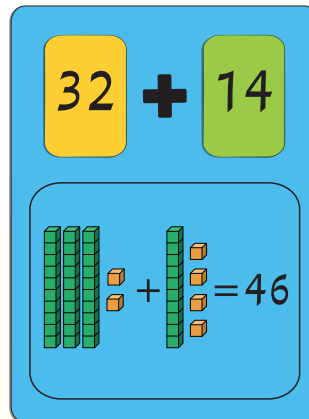 32 + 14
+ = 46